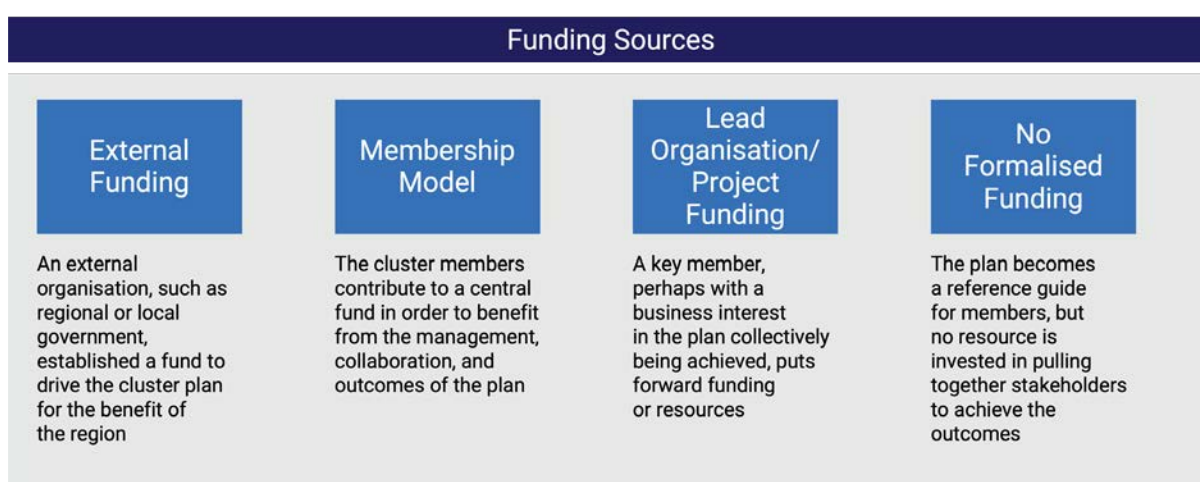 Funding Sources
External
Funding
An external
organisation, such as
regional or local
government,
established a fund to
drive the cluster plan
for the benefit of
the region
Membership
Model
The cluster members
contribute to a central
fund in order to benefit
from the management,
collaboration, and
outcomes of the plan
Lead
Organisation/
Project
Funding
A key member,
perhaps with a
business interest
in the plan collectively
being achieved, puts
forward funding
or resources
No
Formalised
Funding
The plan becomes
a reference guide
for members, but
no resource is
invested in pulling
together stakeholders
to achieve the
outcomes